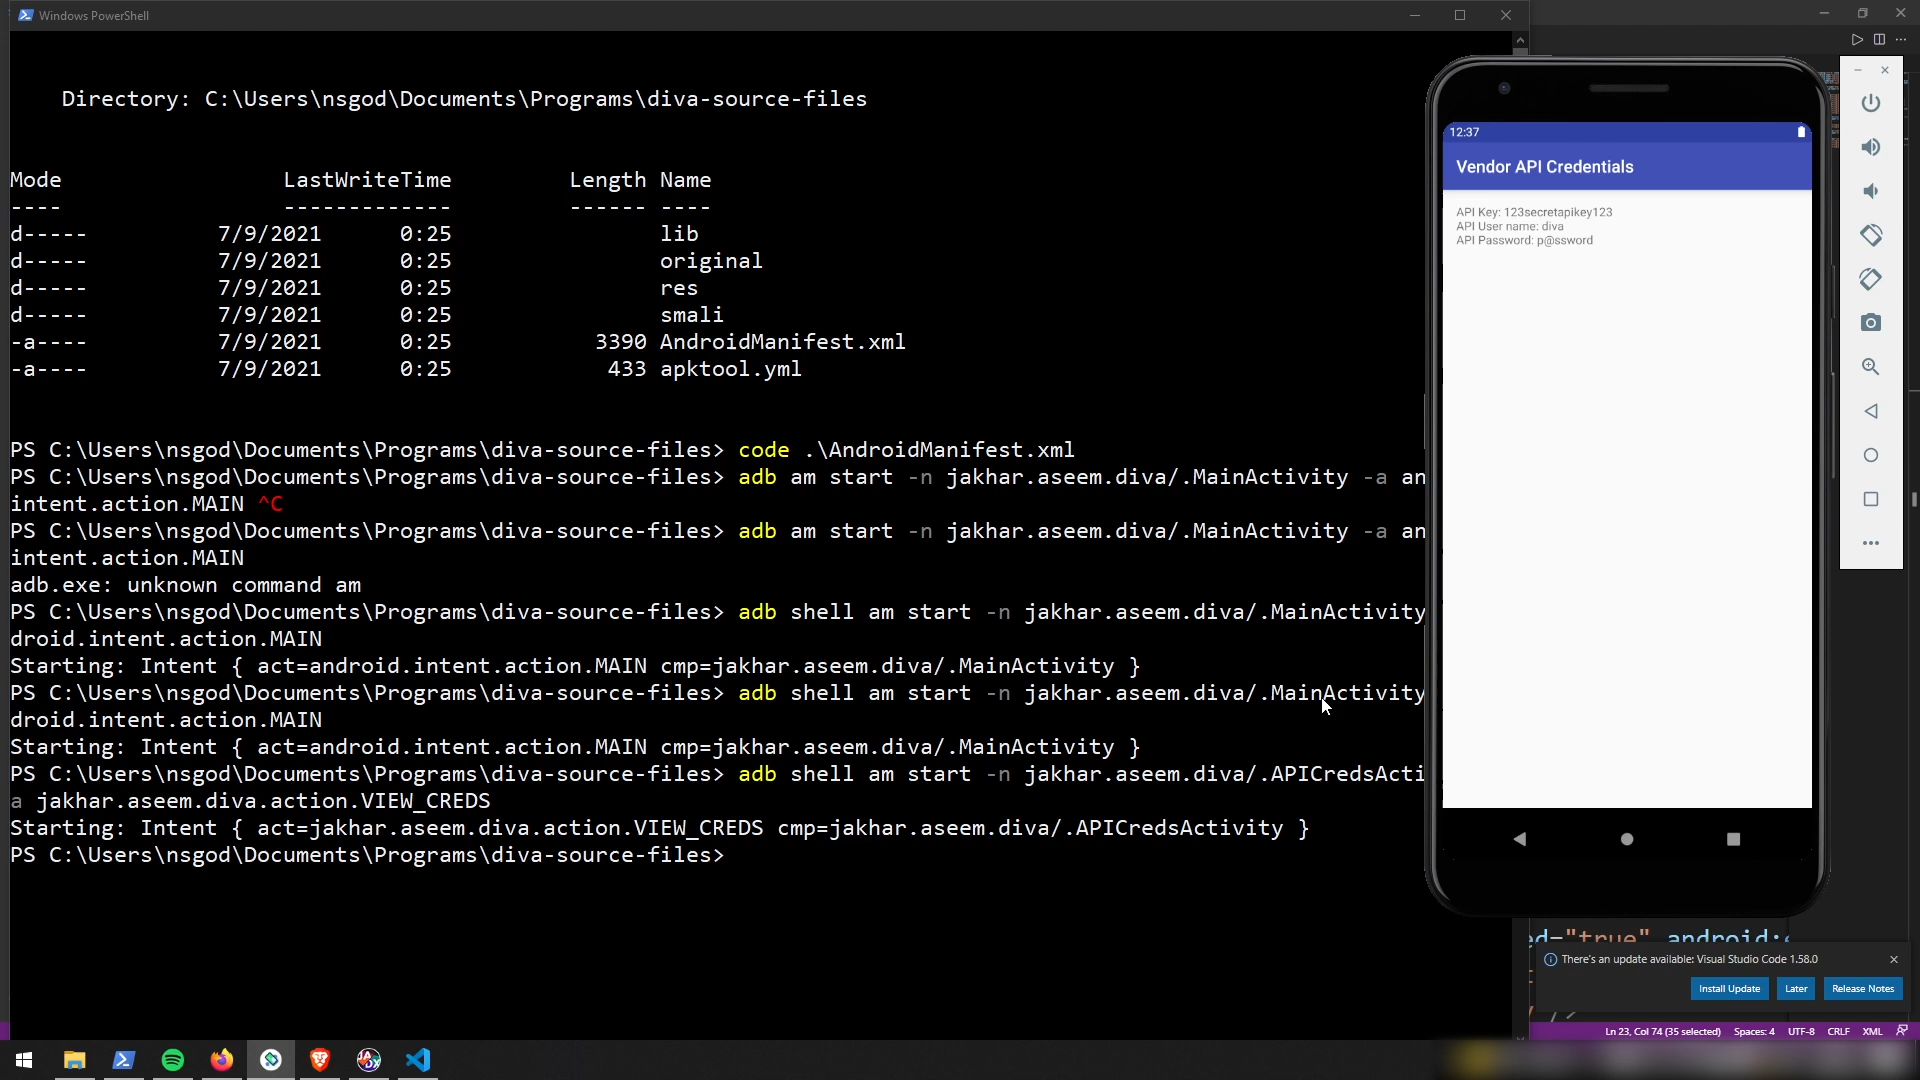 Windows PowerShell
Directory: C:\Users\nsgod\Documents\Programs\diva-source-files
Mode LastWriteTime Length Name
---- ------------- ------ ----
d----- 7/9/2021 0:25 lib
d----- 7/9/2021 0:25 original
d----- 7/9/2021 0:25 res
d----- 7/9/2021 0:25 smali
-a---- 7/9/2021 0:25 3390 AndroidManifest.xml
-a---- 7/9/2021 0:25 433 apktool.yml
PS C:\Users\nsgod\Documents\Programs\diva-source-files> code .\AndroidManifest.xml
PS C:\Users\nsgod\Documents\Programs\diva-source-files> adb am start -n jakhar.aseem.diva/.MainActivity -a an
intent.action.MAIN ^C
PS C:\Users\nsgod\Documents\Programs\diva-source-files> adb am start -n jakhar.aseem.diva/.MainActivity -a an
intent.action.MAIN
adb.exe: unknown command am
PS C:\Users\nsgod\Documents\Programs\diva-source-files> adb shell am start -n jakhar.aseem.diva/.MainActivity
droid.intent.action.MAIN
Starting: Intent { act=android.intent.action.MAIN cmp=jakhar.aseem.diva/.MainActivity }
PS C:\Users\nsgod\Documents\Programs\diva-source-files> adb shell am start -n jakhar.aseem.diva/.MainActivity
droid.intent.action.MAIN
Starting: Intent { act=android.intent.action.MAIN cmp=jakhar.aseem.diva/.MainActivity }
PS C:\Users\nsgod\Documents\Programs\diva-source-files> adb shell am start -n jakhar.aseem.diva/.APICredsActi
a jakhar.aseem.diva.action.VIEW_CREDS
Starting: Intent { act=jakhar.aseem.diva.action.VIEW_CREDS cmp=jakhar.aseem.diva/.APICredsActivity }
PS C:\Users\nsgod\Documents\Programs\diva-source-files>
12:37
Vendor API Credentials
API Key: 123secretapikey123
API User name: diva
API Password: p@ssword
ed="true" android:
There's an update available: Visual Studio Code 1.58.0
Install Update Later Release Notes
Ln 23, Col 74 (35 selected) Spaces: 4 UTF-8 CRLF XML